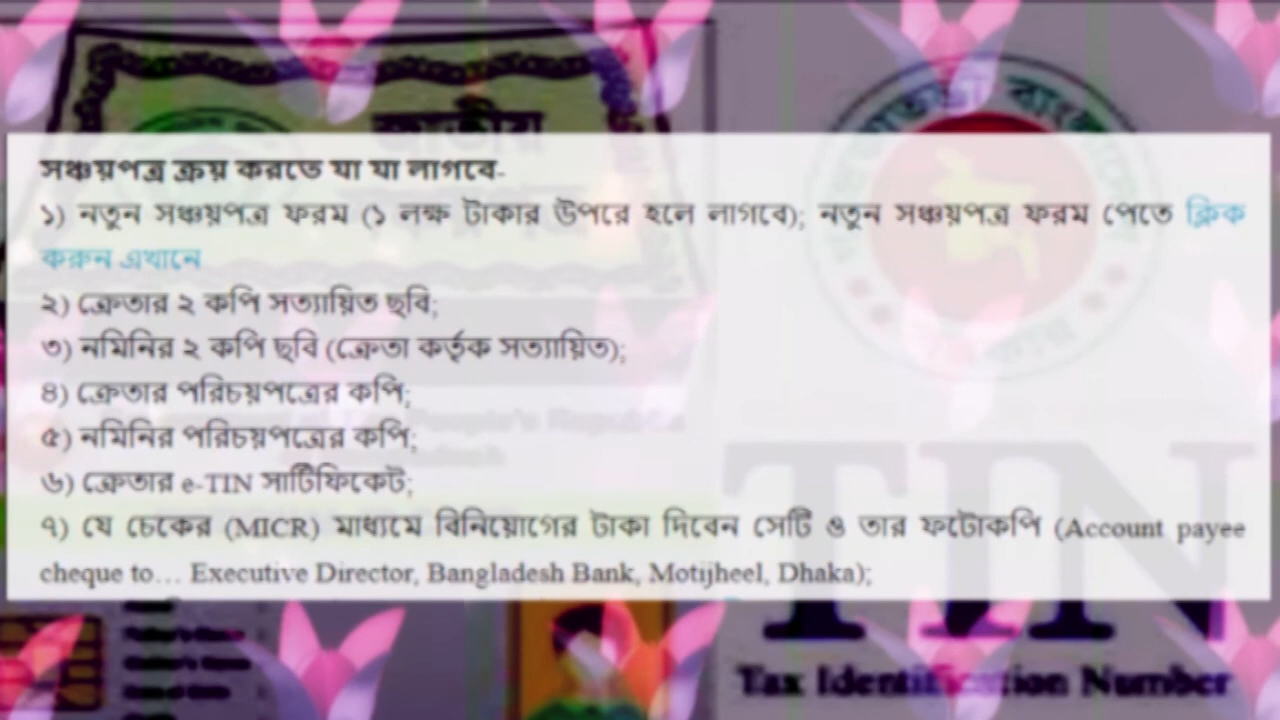 জাতীয়
সঞ্চয়পত্র ক্রয় করতে যা যা লাগবে-
১) নতুন সঞ্চয়পত্র ফরম (১ লক্ষ টাকার উপরে হলে লাগবে); নতুন সঞ্চয়পত্র ফরম পেতে ক্লিক
করুন এখানে
২) ক্রেতার ২ কপি সত্যায়িত ছবি;
৩) নমিনির ২ কপি ছবি (ক্রেতা কর্তৃক সত্যায়িত);
৪) ক্রেতার পরিচয়পত্রের কপি;
৫) নমিনির পরিচয়পত্রের কপি;
৬) ক্রেতার e-TIN সার্টিফিকেট;
৭) যে চেকের (MICR) মাধ্যমে বিনিয়োগের টাকা দিবেন সেটি ও তার ফটোকপি (Account payee
cheque to… Executive Director, Bangladesh Bank, Motijheel, Dhaka);
TIN
Tax Identification Number